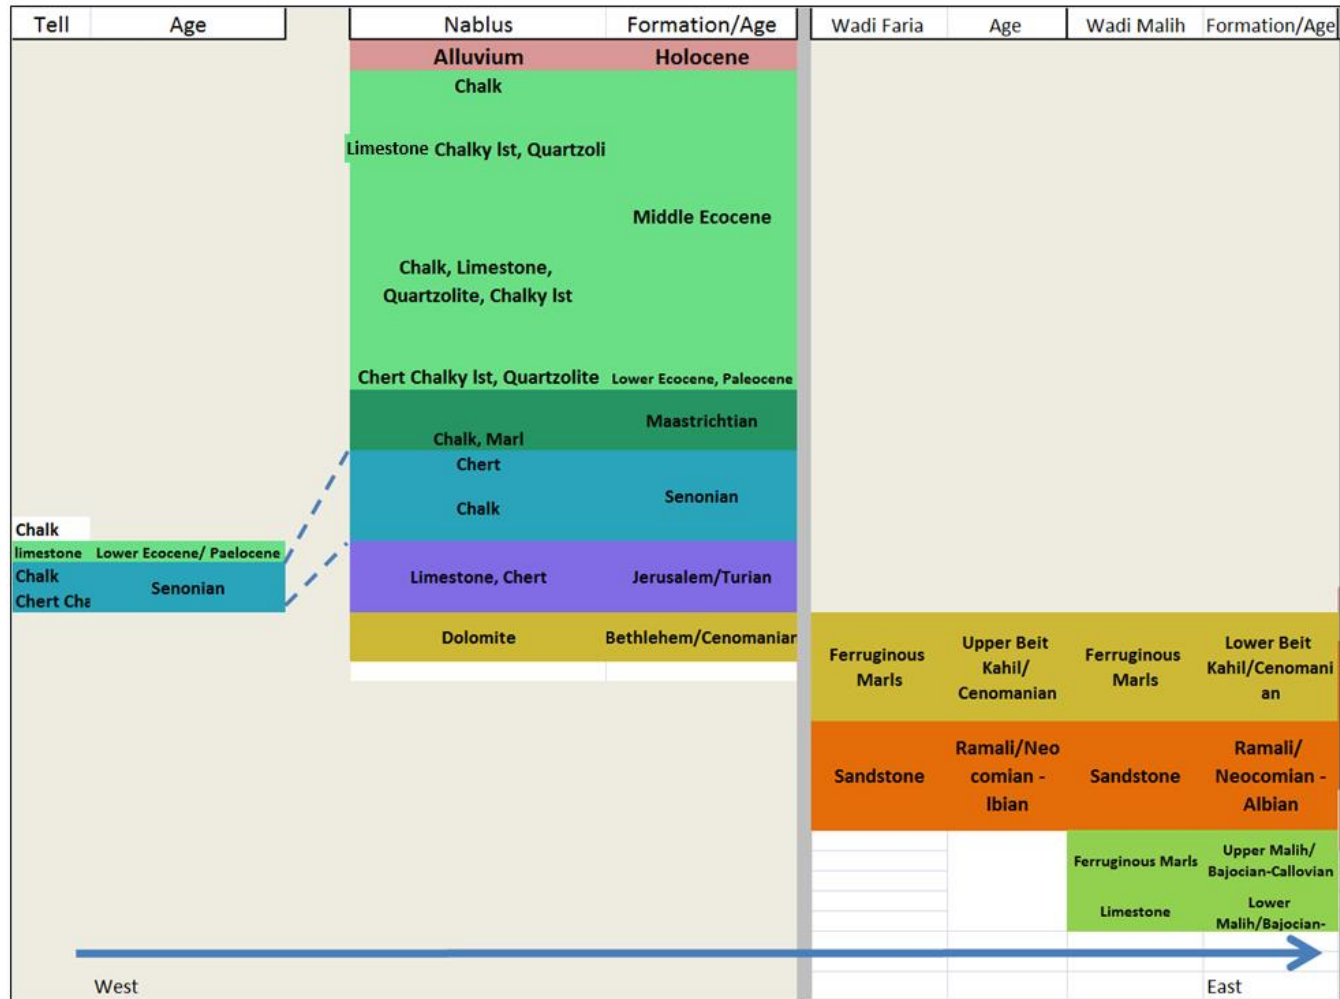 Tell Age Nablus Formation/Age Wadi Faria Age Wadi Malih Formation/Age
Alluvium Holocene
Chalk
Limestone Chalky lst, Quartzoli
Middle Ecocene
Chalk, Limestone,
Quartzolite, Chalky lst
Chert Chalky lst, Quartzolite Lower Ecocene, Paleocene
Maastrichtian
Chalk, Marl
Chert
Senonian
Chalk
Chalk
limestone Lower Ecocene/ Paelocene
Chalk
Senonian
Chert Cha
Limestone, Chert Jerusalem/Turian
Dolomite Bethlehem/Cenomanian
Ferruginous
Marls
Upper Beit
Kahil/
Cenomanian
Ferruginous
Marls
Lower Beit
Kahil/Cenomani
an
Sandstone
Ramali/Neo
comian -
lbian
Sandstone
Ramali/
Neocomian -
Albian
Ferruginous Marls
Upper Malih/
Bajocian-Callovian
Limestone
Lower
Malih/Bajocian-
West East